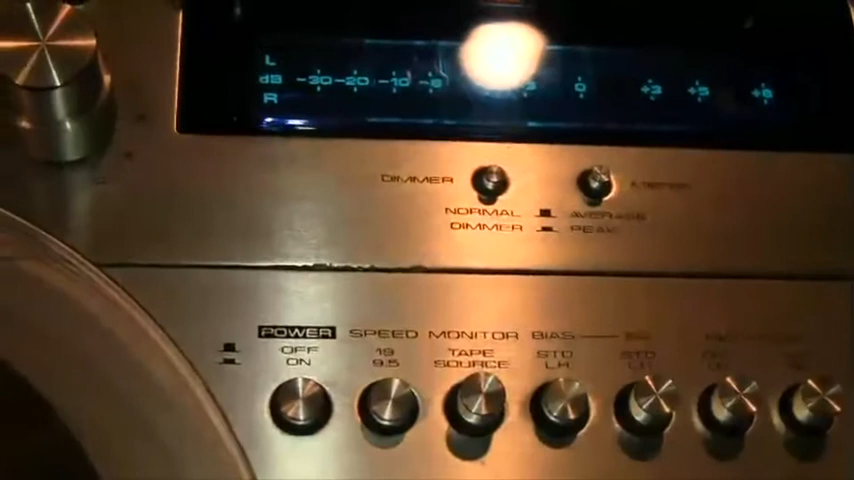 L
dB -30 -20 -10 0 +3 +5 +8
R
DIMMER
NORMAL AVERAGE
DIMMER PEAK
POWER SPEED MONITOR BIAS
OFF 19 TAPE STD STD
ON 9.5 SOURCE LH LH